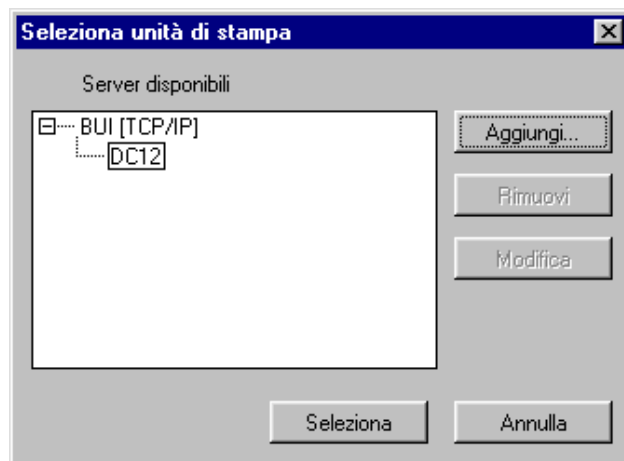 Seleziona unità di stampa
Server disponibili
BUI [TCP/IP]
DC12
Aggiungi...
Rimuovi
Modifica
Seleziona
Annulla